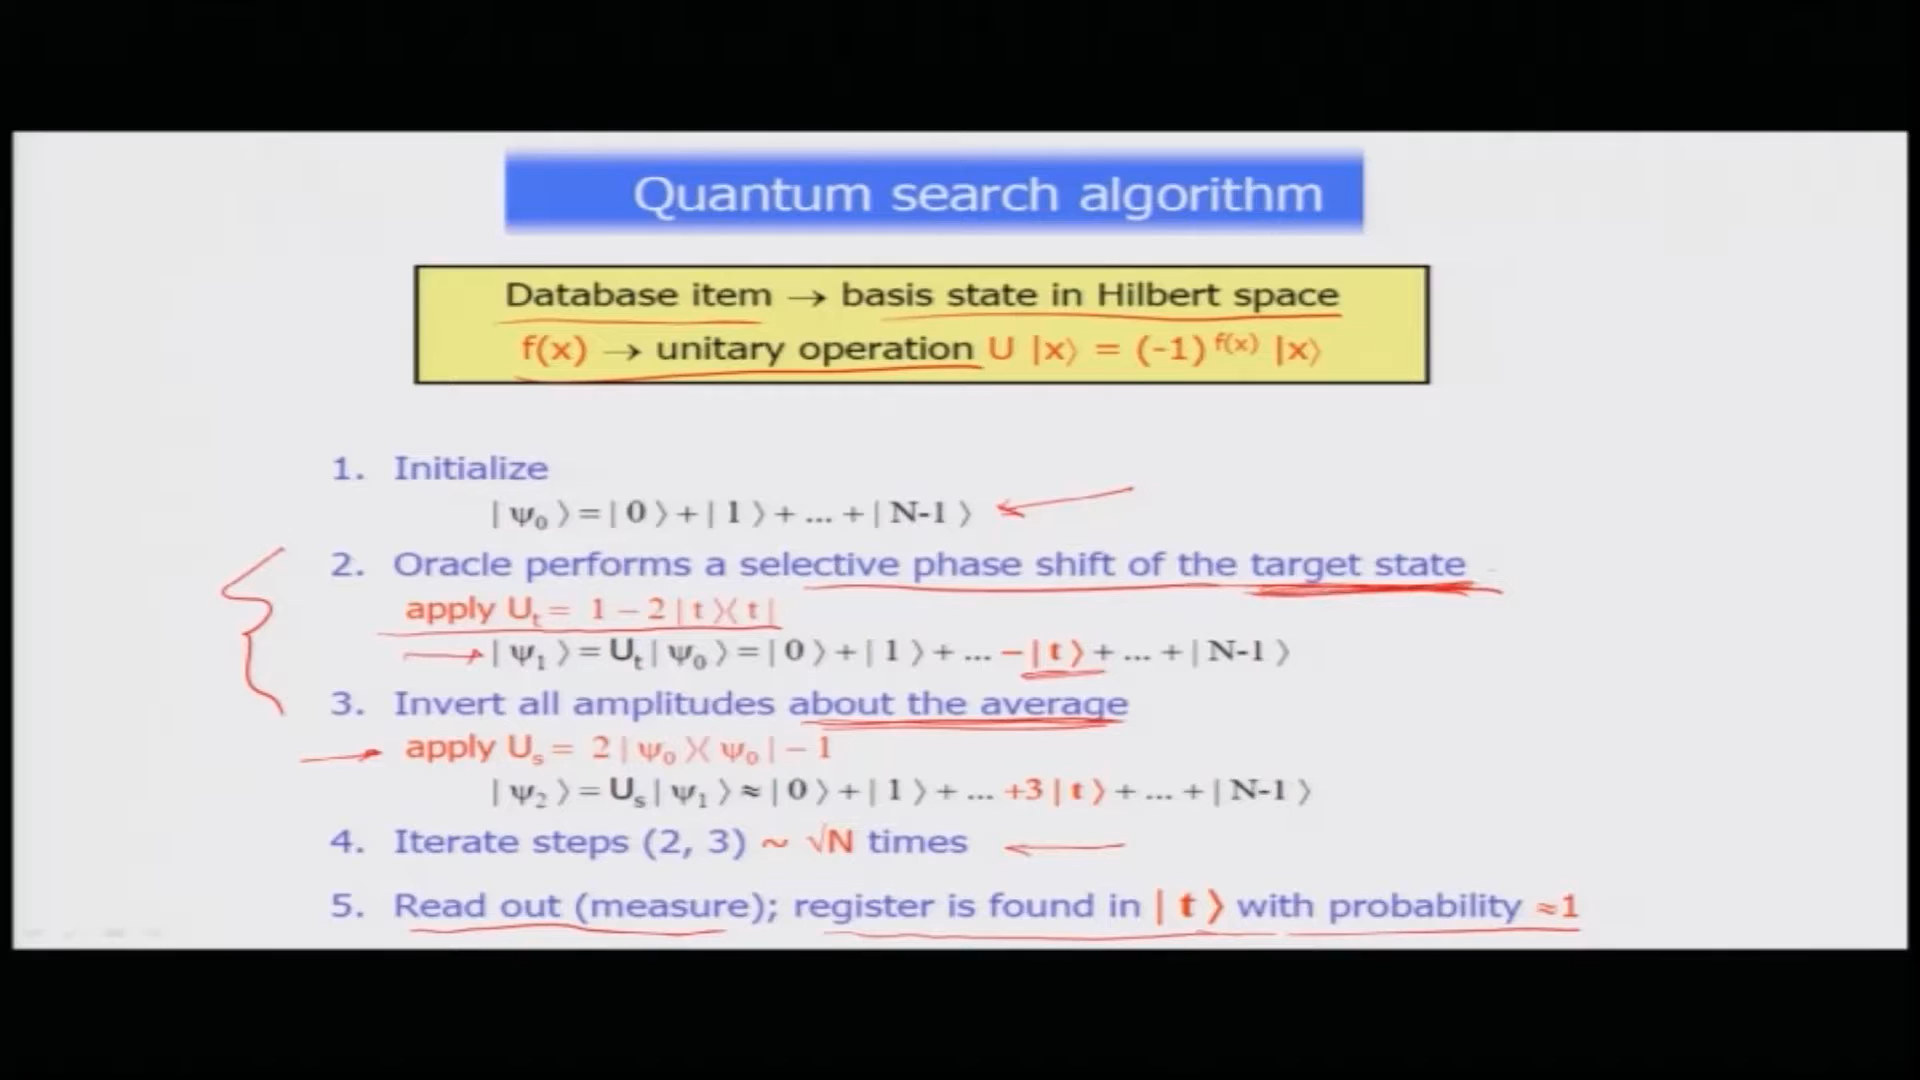 Quantum search algorithm
Database item → basis state in Hilbert space
f(x) → unitary operation U |x⟩ = (-1)^f(x) |x⟩
1. Initialize
|ψ₀⟩=|0⟩+|1⟩+...+|N-1⟩
2. Oracle performs a selective phase shift of the target state
apply Uₜ= 1−2|t⟩⟨t|
|ψ₁⟩=Uₜ|ψ₀⟩=|0⟩+|1⟩+...−|t⟩+...+|N-1⟩
3. Invert all amplitudes about the average
apply Uₛ= 2|ψ₀⟩⟨ψ₀|−1
|ψ₂⟩=Uₛ|ψ₁⟩≈|0⟩+|1⟩+...+3|t⟩+...+|N-1⟩
4. Iterate steps (2, 3) ~ √N times
5. Read out (measure); register is found in |t⟩ with probability ≈1